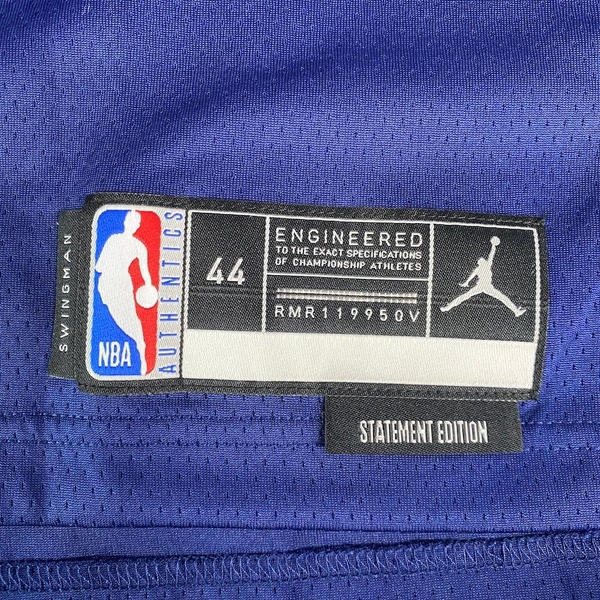 SWINGMAN
NBA
AUTHENTICS
44
ENGINEERED
TO THE EXACT SPECIFICATIONS
OF CHAMPIONSHIP ATHLETES
RMR119950V
STATEMENT EDITION